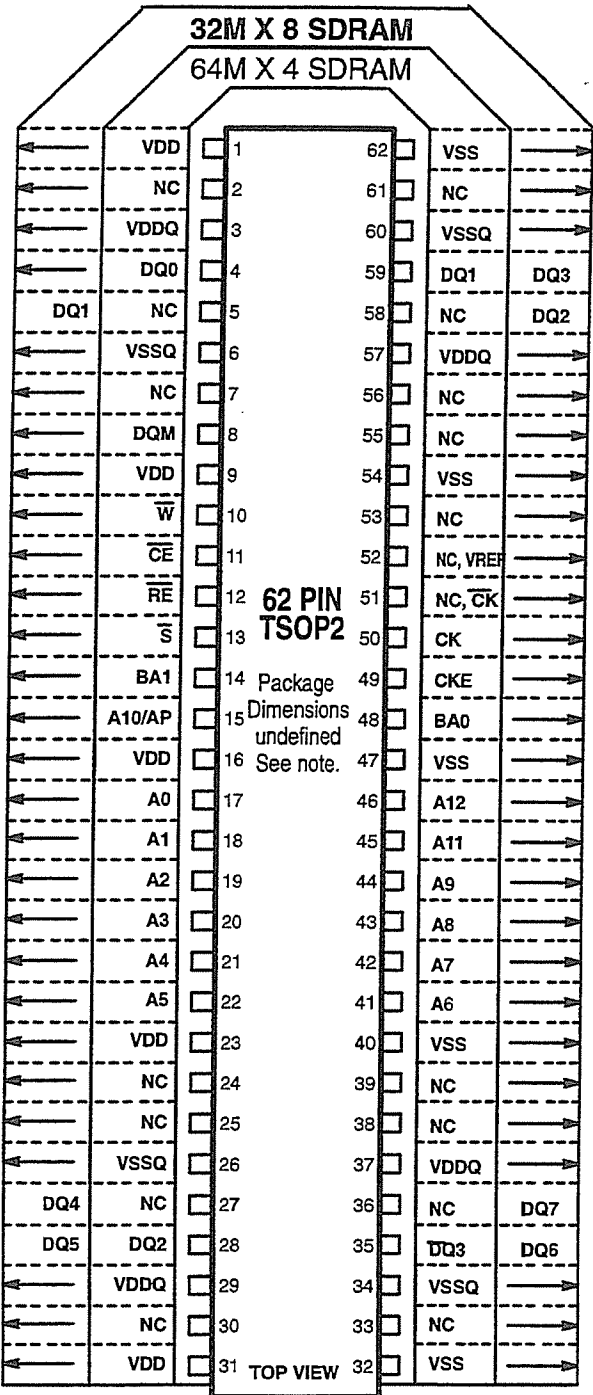 32M X 8 SDRAM
64M X 4 SDRAM
VDD 1 62 VSS
NC 2 61 NC
VDDQ 3 60 VSSQ
DQ0 4 59 DQ1 DQ3
DQ1 NC 5 58 NC DQ2
VSSQ 6 57 VDDQ
NC 7 56 NC
DQM 8 55 NC
VDD 9 54 VSS
W̅ 10 53 NC
C̅E̅ 11 52 NC, VREF
R̅E̅ 12 62 PIN 51 NC, C̅K̅
S̅ 13 TSOP2 50 CK
BA1 14 Package 49 CKE
A10/AP 15 Dimensions 48 BA0
undefined
VDD 16 See note. 47 VSS
A0 17 46 A12
A1 18 45 A11
A2 19 44 A9
A3 20 43 A8
A4 21 42 A7
A5 22 41 A6
VDD 23 40 VSS
NC 24 39 NC
NC 25 38 NC
VSSQ 26 37 VDDQ
DQ4 NC 27 36 NC DQ7
DQ5 DQ2 28 35 DQ3 DQ6
VDDQ 29 34 VSSQ
NC 30 33 NC
VDD 31 TOP VIEW 32 VSS